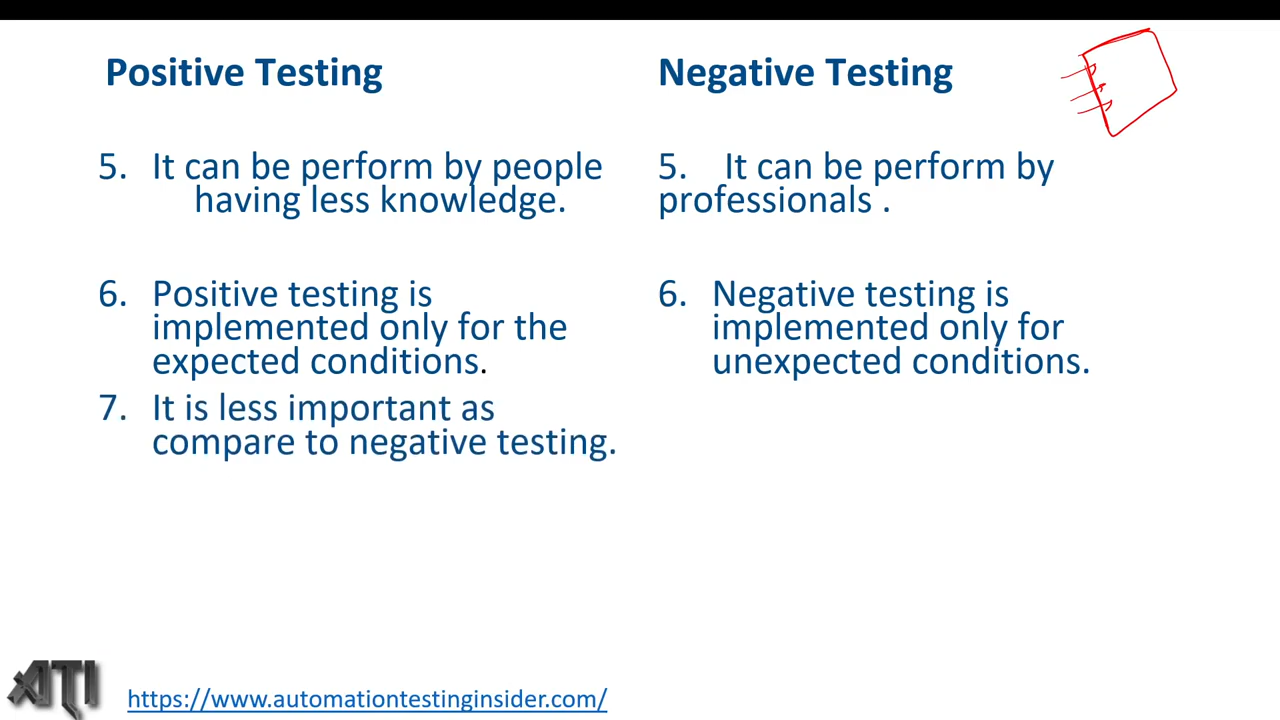 Positive Testing
5. It can be perform by people
having less knowledge.
6. Positive testing is
implemented only for the
expected conditions.
7. It is less important as
compare to negative testing.
Negative Testing
5. It can be perform by
professionals .
6. Negative testing is
implemented only for
unexpected conditions.
ATI
https://www.automationtestinginsider.com/